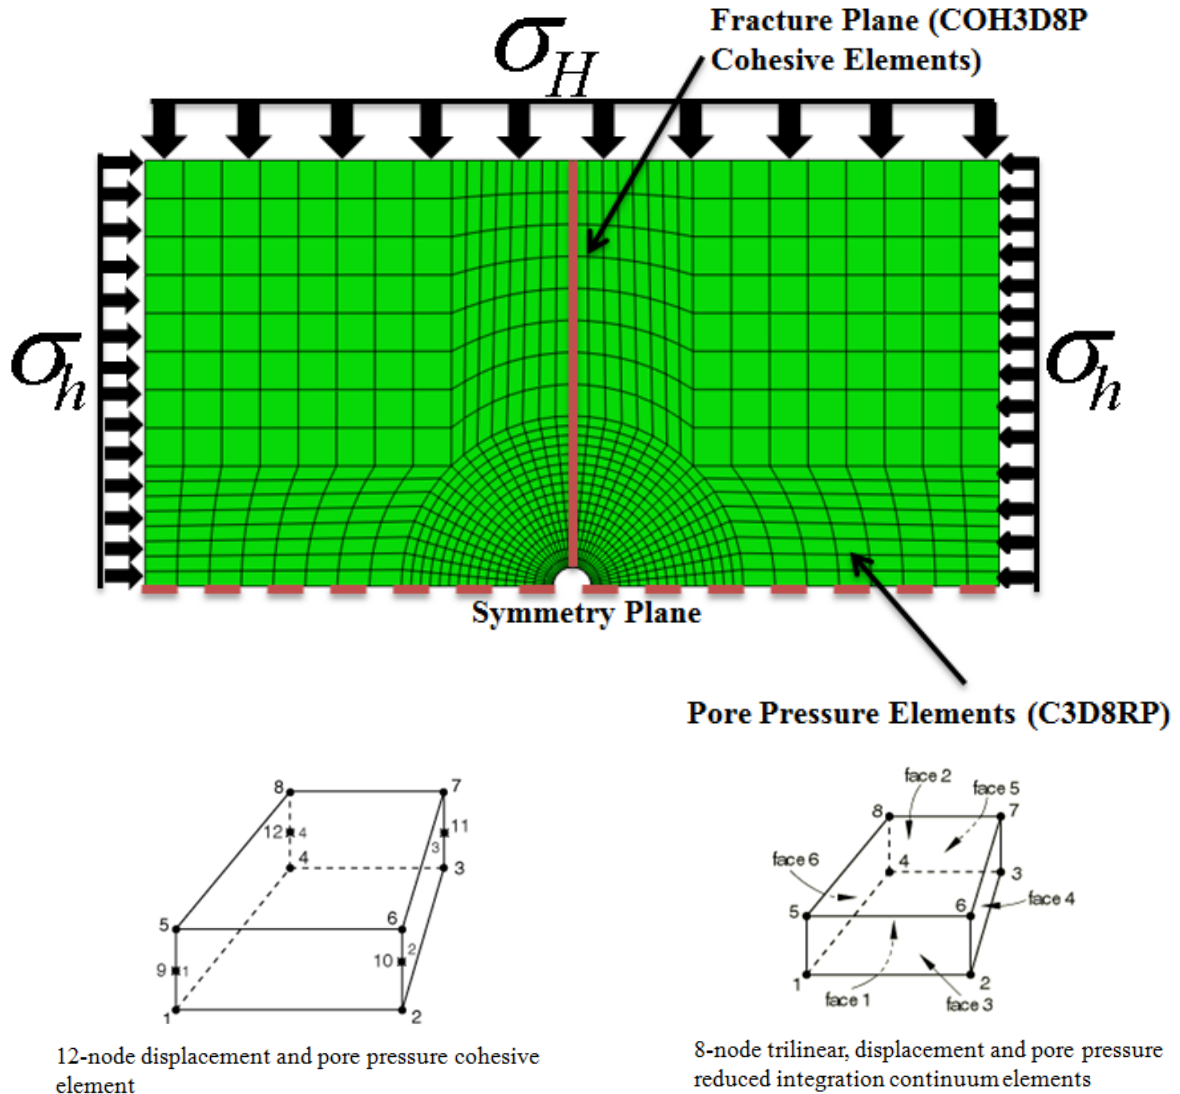 Fracture Plane (COH3D8P
Cohesive Elements)
σH
σh
σh
Symmetry Plane
Pore Pressure Elements (C3D8RP)
8
7
12
4
11
3
4
3
5
6
2
9
1
10
1
2
12-node displacement and pore pressure cohesive
element
face 2
face 5
8
7
4
face 6
3
face 4
5
6
1
2
face 1
face 3
8-node trilinear, displacement and pore pressure
reduced integration continuum elements